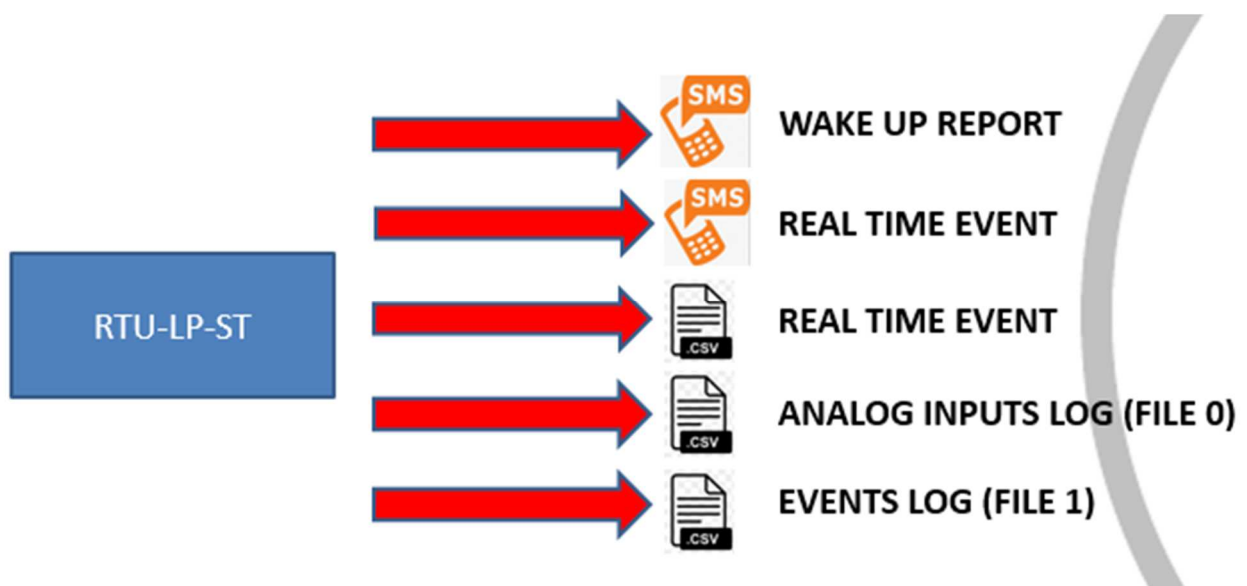 SMS
WAKE UP REPORT
SMS
REAL TIME EVENT
RTU-LP-ST
.CSV
REAL TIME EVENT
.CSV
ANALOG INPUTS LOG (FILE 0)
.CSV
EVENTS LOG (FILE 1)